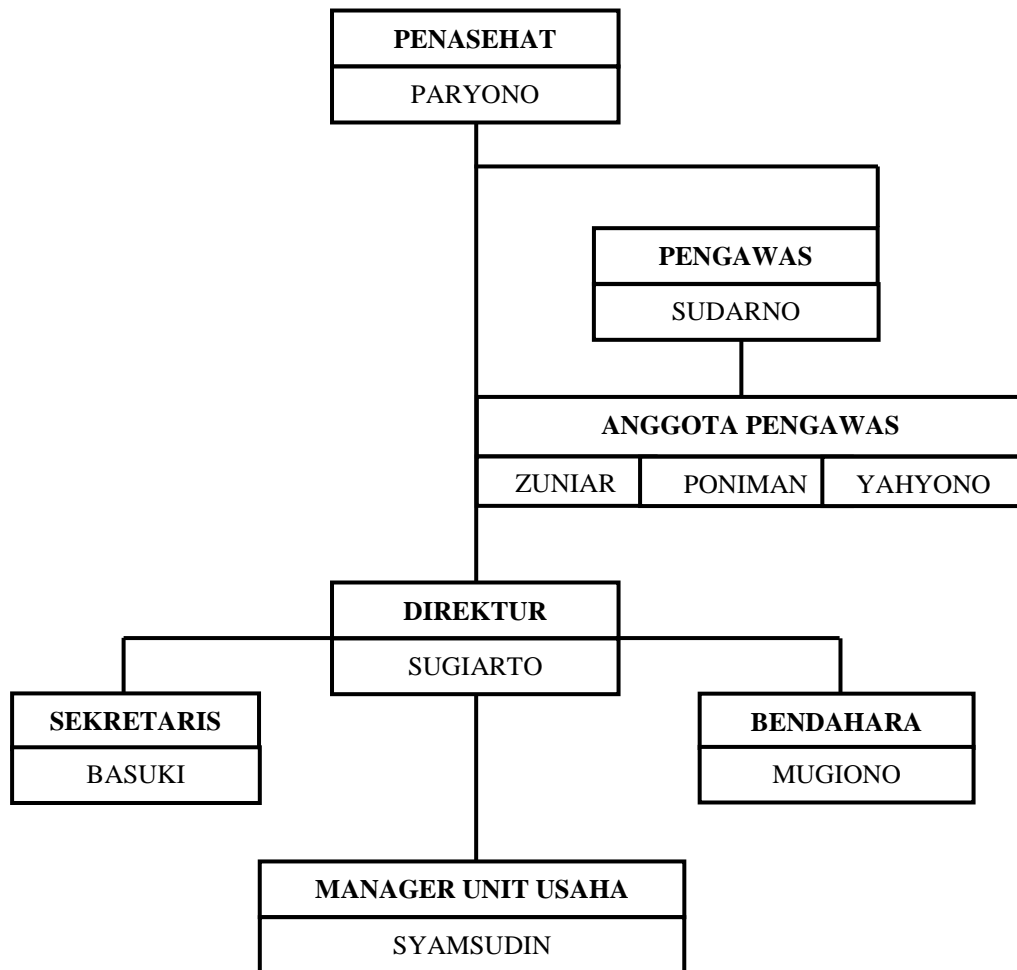 PENASEHAT
PARYONO
PENGAWAS
SUDARNO
ANGGOTA PENGAWAS
ZUNIAR PONIMAN YAHYONO
DIREKTUR
SUGIARTO
SEKRETARIS
BASUKI
BENDAHARA
MUGIONO
MANAGER UNIT USAHA
SYAMSUDIN